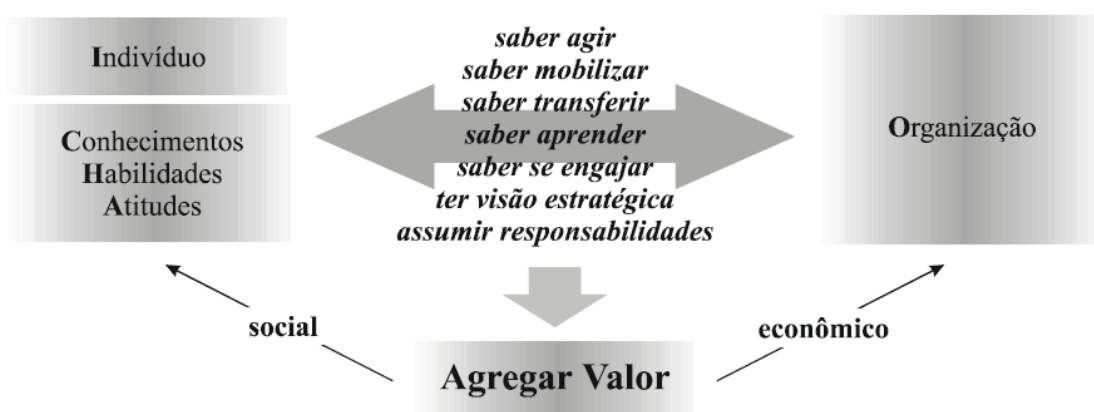 Indivíduo
Conhecimentos
Habilidades
Atitudes
saber agir
saber mobilizar
saber transferir
saber aprender
saber se engajar
ter visão estratégica
assumir responsabilidades
Organização
social
econômico
Agregar Valor